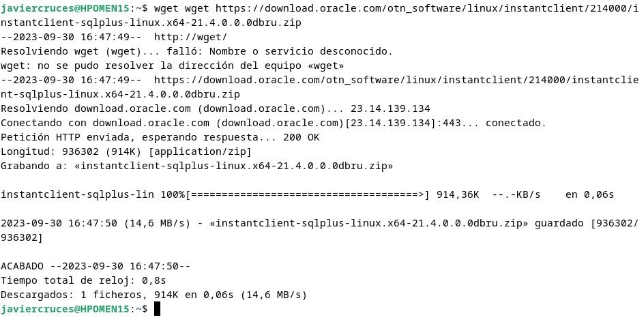 javiercruces@HPOMEN15:~$ wget wget https://download.oracle.com/otn_software/linux/instantclient/214000/i
nstantclient-sqlplus-linux.x64-21.4.0.0.0dbru.zip
--2023-09-30 16:47:49--  http://wget/
Resolviendo wget (wget)... falló: Nombre o servicio desconocido.
wget: no se pudo resolver la dirección del equipo «wget»
--2023-09-30 16:47:49--  https://download.oracle.com/otn_software/linux/instantclient/214000/instantclie
nt-sqlplus-linux.x64-21.4.0.0.0dbru.zip
Resolviendo download.oracle.com (download.oracle.com)... 23.14.139.134
Conectando con download.oracle.com (download.oracle.com)[23.14.139.134]:443... conectado.
Petición HTTP enviada, esperando respuesta... 200 OK
Longitud: 936302 (914K) [application/zip]
Grabando a: «instantclient-sqlplus-linux.x64-21.4.0.0.0dbru.zip»
instantclient-sqlplus-lin 100%[=====================================>] 914,36K  --.-KB/s    en 0,06s
2023-09-30 16:47:50 (14,6 MB/s) - «instantclient-sqlplus-linux.x64-21.4.0.0.0dbru.zip» guardado [936302/
936302]
ACABADO --2023-09-30 16:47:50--
Tiempo total de reloj: 0,8s
Descargados: 1 ficheros, 914K en 0,06s (14,6 MB/s)
javiercruces@HPOMEN15:~$